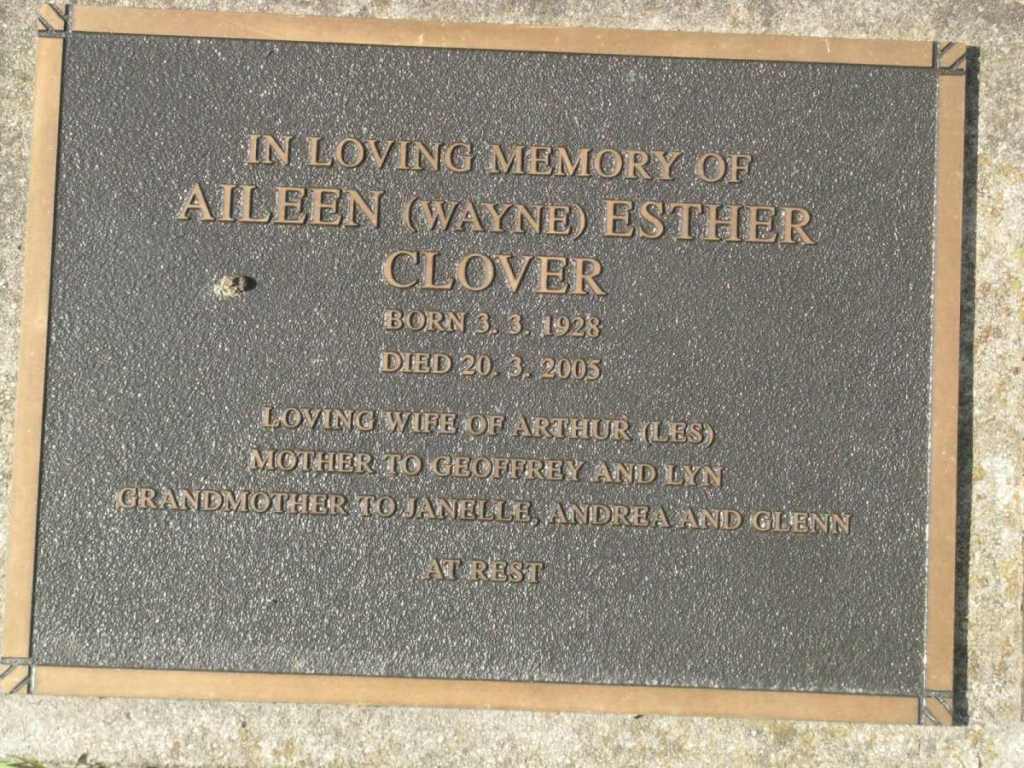 IN LOVING MEMORY OF
AILEEN (WAYNE) ESTHER
CLOVER
BORN 3. 3. 1928
DIED 20. 3. 2005
LOVING WIFE OF ARTHUR (LES)
MOTHER TO GEOFFREY AND LYN
GRANDMOTHER TO JANELLE, ANDREA AND GLENN
AT REST